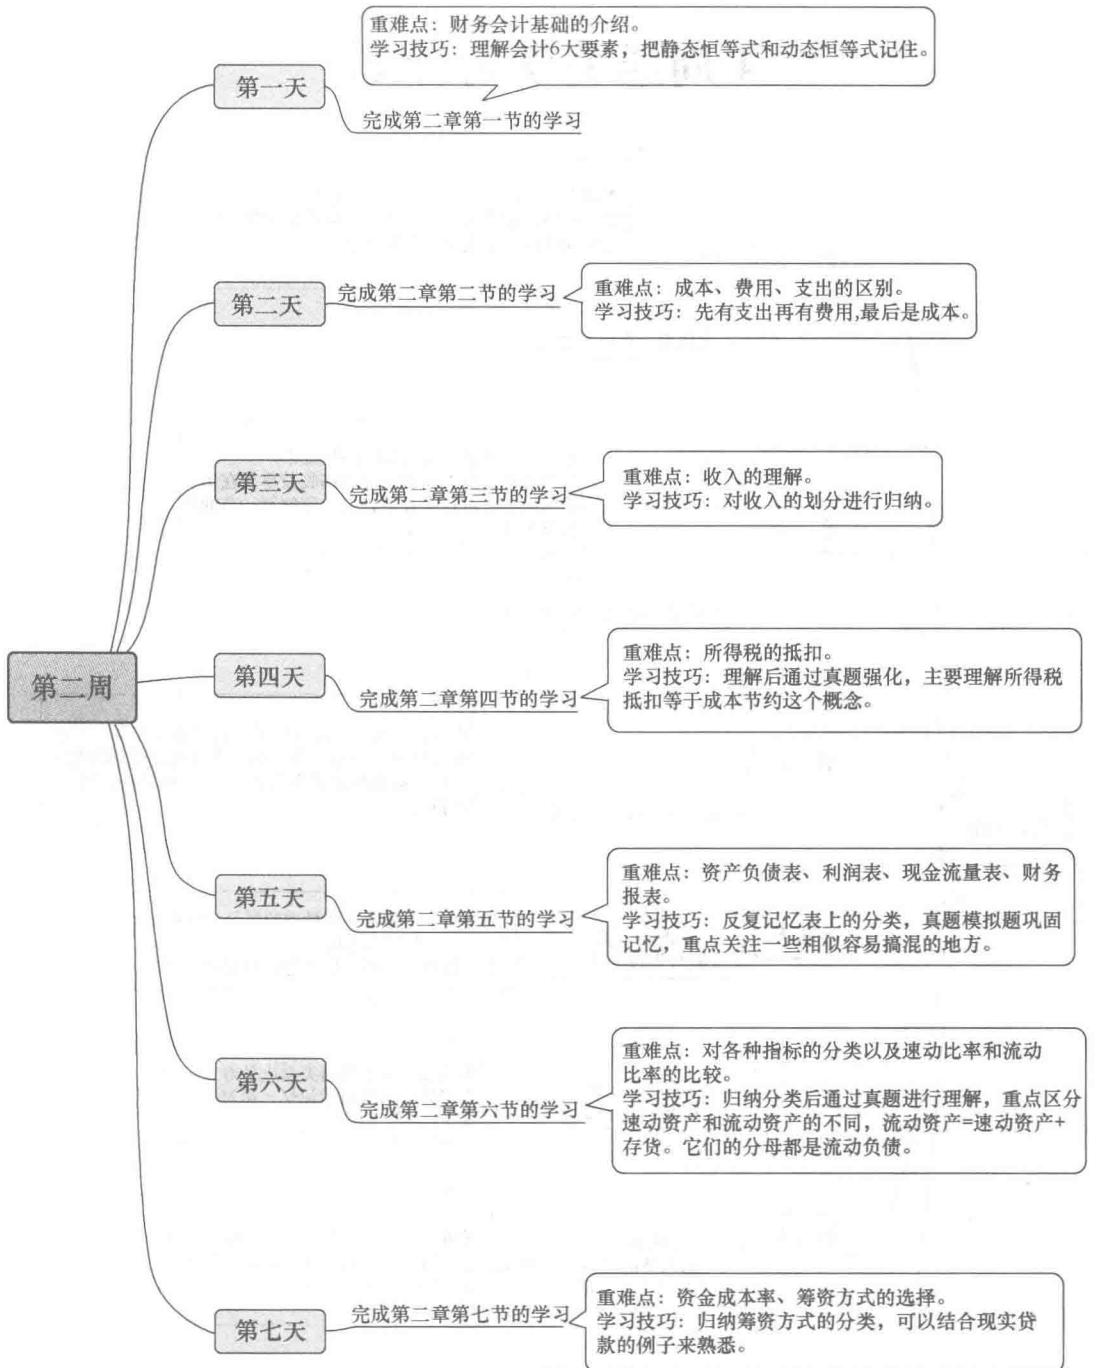 重难点：财务会计基础的介绍。
学习技巧：理解会计6大要素，把静态恒等式和动态恒等式记住。
第一天
完成第二章第一节的学习
第二天
完成第二章第二节的学习
重难点：成本、费用、支出的区别。
学习技巧：先有支出再有费用,最后是成本。
第三天
完成第二章第三节的学习
重难点：收入的理解。
学习技巧：对收入的划分进行归纳。
第二周
第四天
完成第二章第四节的学习
重难点：所得税的抵扣。
学习技巧：理解后通过真题强化，主要理解所得税
抵扣等于成本节约这个概念。
第五天
完成第二章第五节的学习
重难点：资产负债表、利润表、现金流量表、财务
报表。
学习技巧：反复记忆表上的分类，真题模拟题巩固
记忆，重点关注一些相似容易搞混的地方。
第六天
完成第二章第六节的学习
重难点：对各种指标的分类以及速动比率和流动
比率的比较。
学习技巧：归纳分类后通过真题进行理解，重点区分
速动资产和流动资产的不同，流动资产=速动资产+
存货。它们的分母都是流动负债。
第七天
完成第二章第七节的学习
重难点：资金成本率、筹资方式的选择。
学习技巧：归纳筹资方式的分类，可以结合现实贷
款的例子来熟悉。